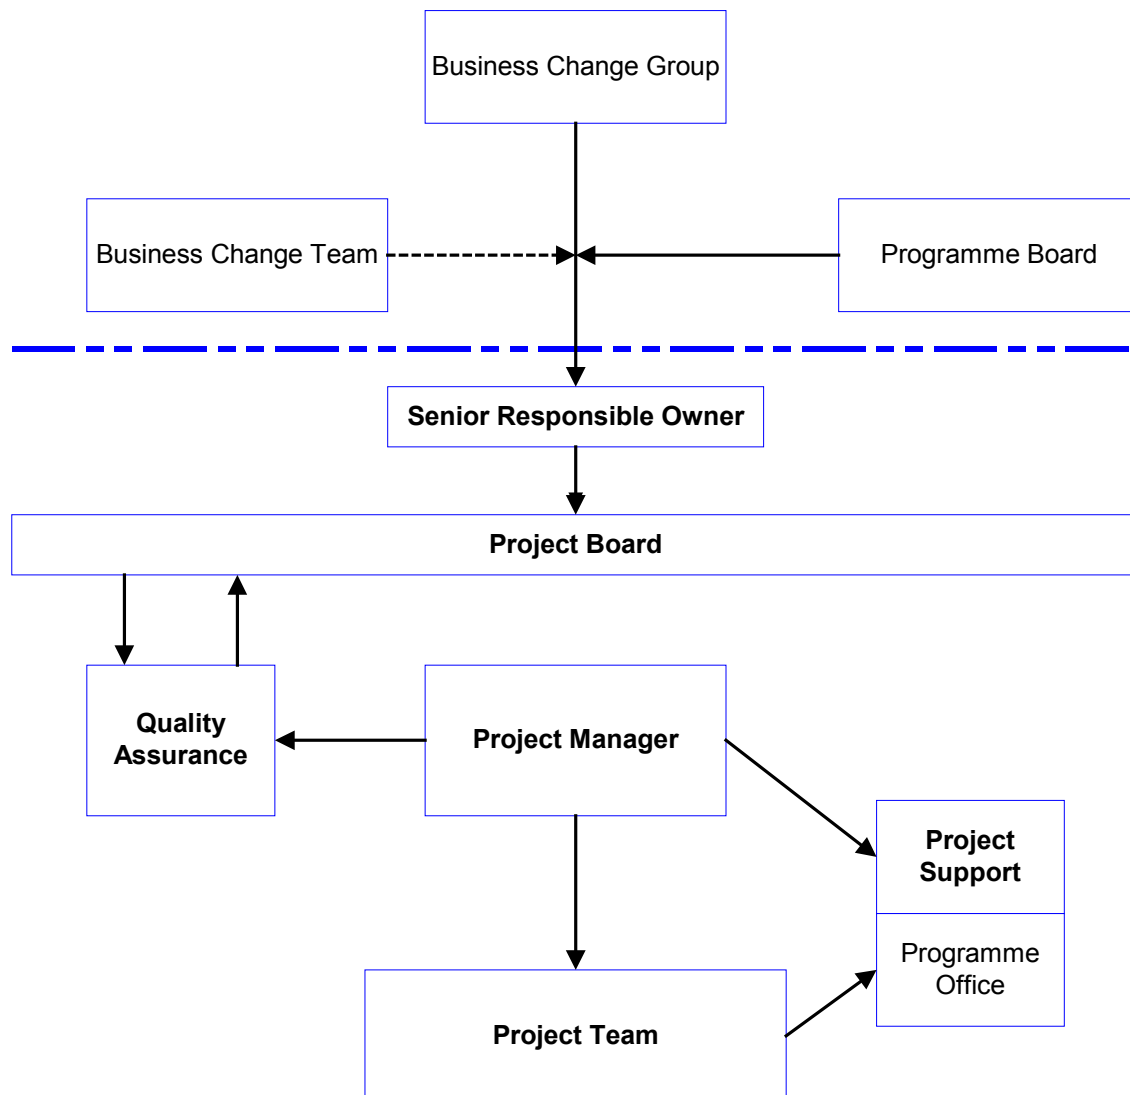 Business Change Group
Business Change Team
Programme Board
Senior Responsible Owner
Project Board
Quality
Assurance
Project Manager
Project
Support
Programme
Office
Project Team